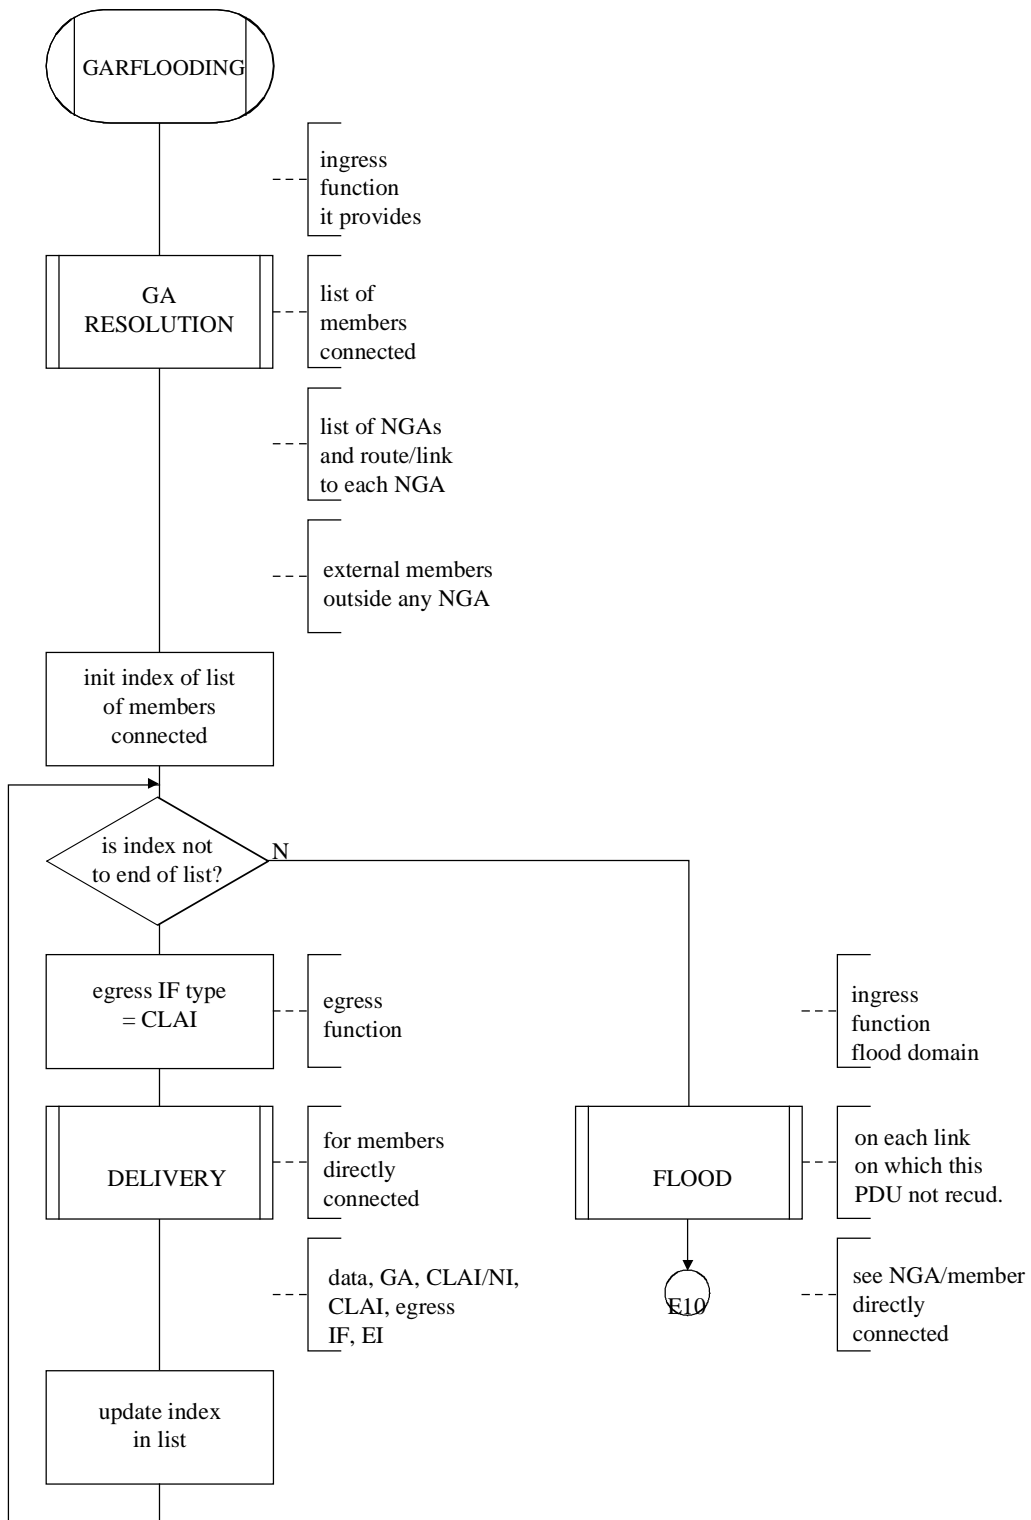 GARFLOODING
ingress
function
it provides
GA
RESOLUTION
list of
members
connected
list of NGAs
and route/link
to each NGA
external members
outside any NGA
init index of list
of members
connected
is index not
to end of list?
N
egress IF type
= CLAI
egress
function
ingress
function
flood domain
DELIVERY
for members
directly
connected
FLOOD
on each link
on which this
PDU not recud.
data, GA, CLAI/NI,
CLAI, egress
IF, EI
E10
see NGA/member
directly
connected
update index
in list